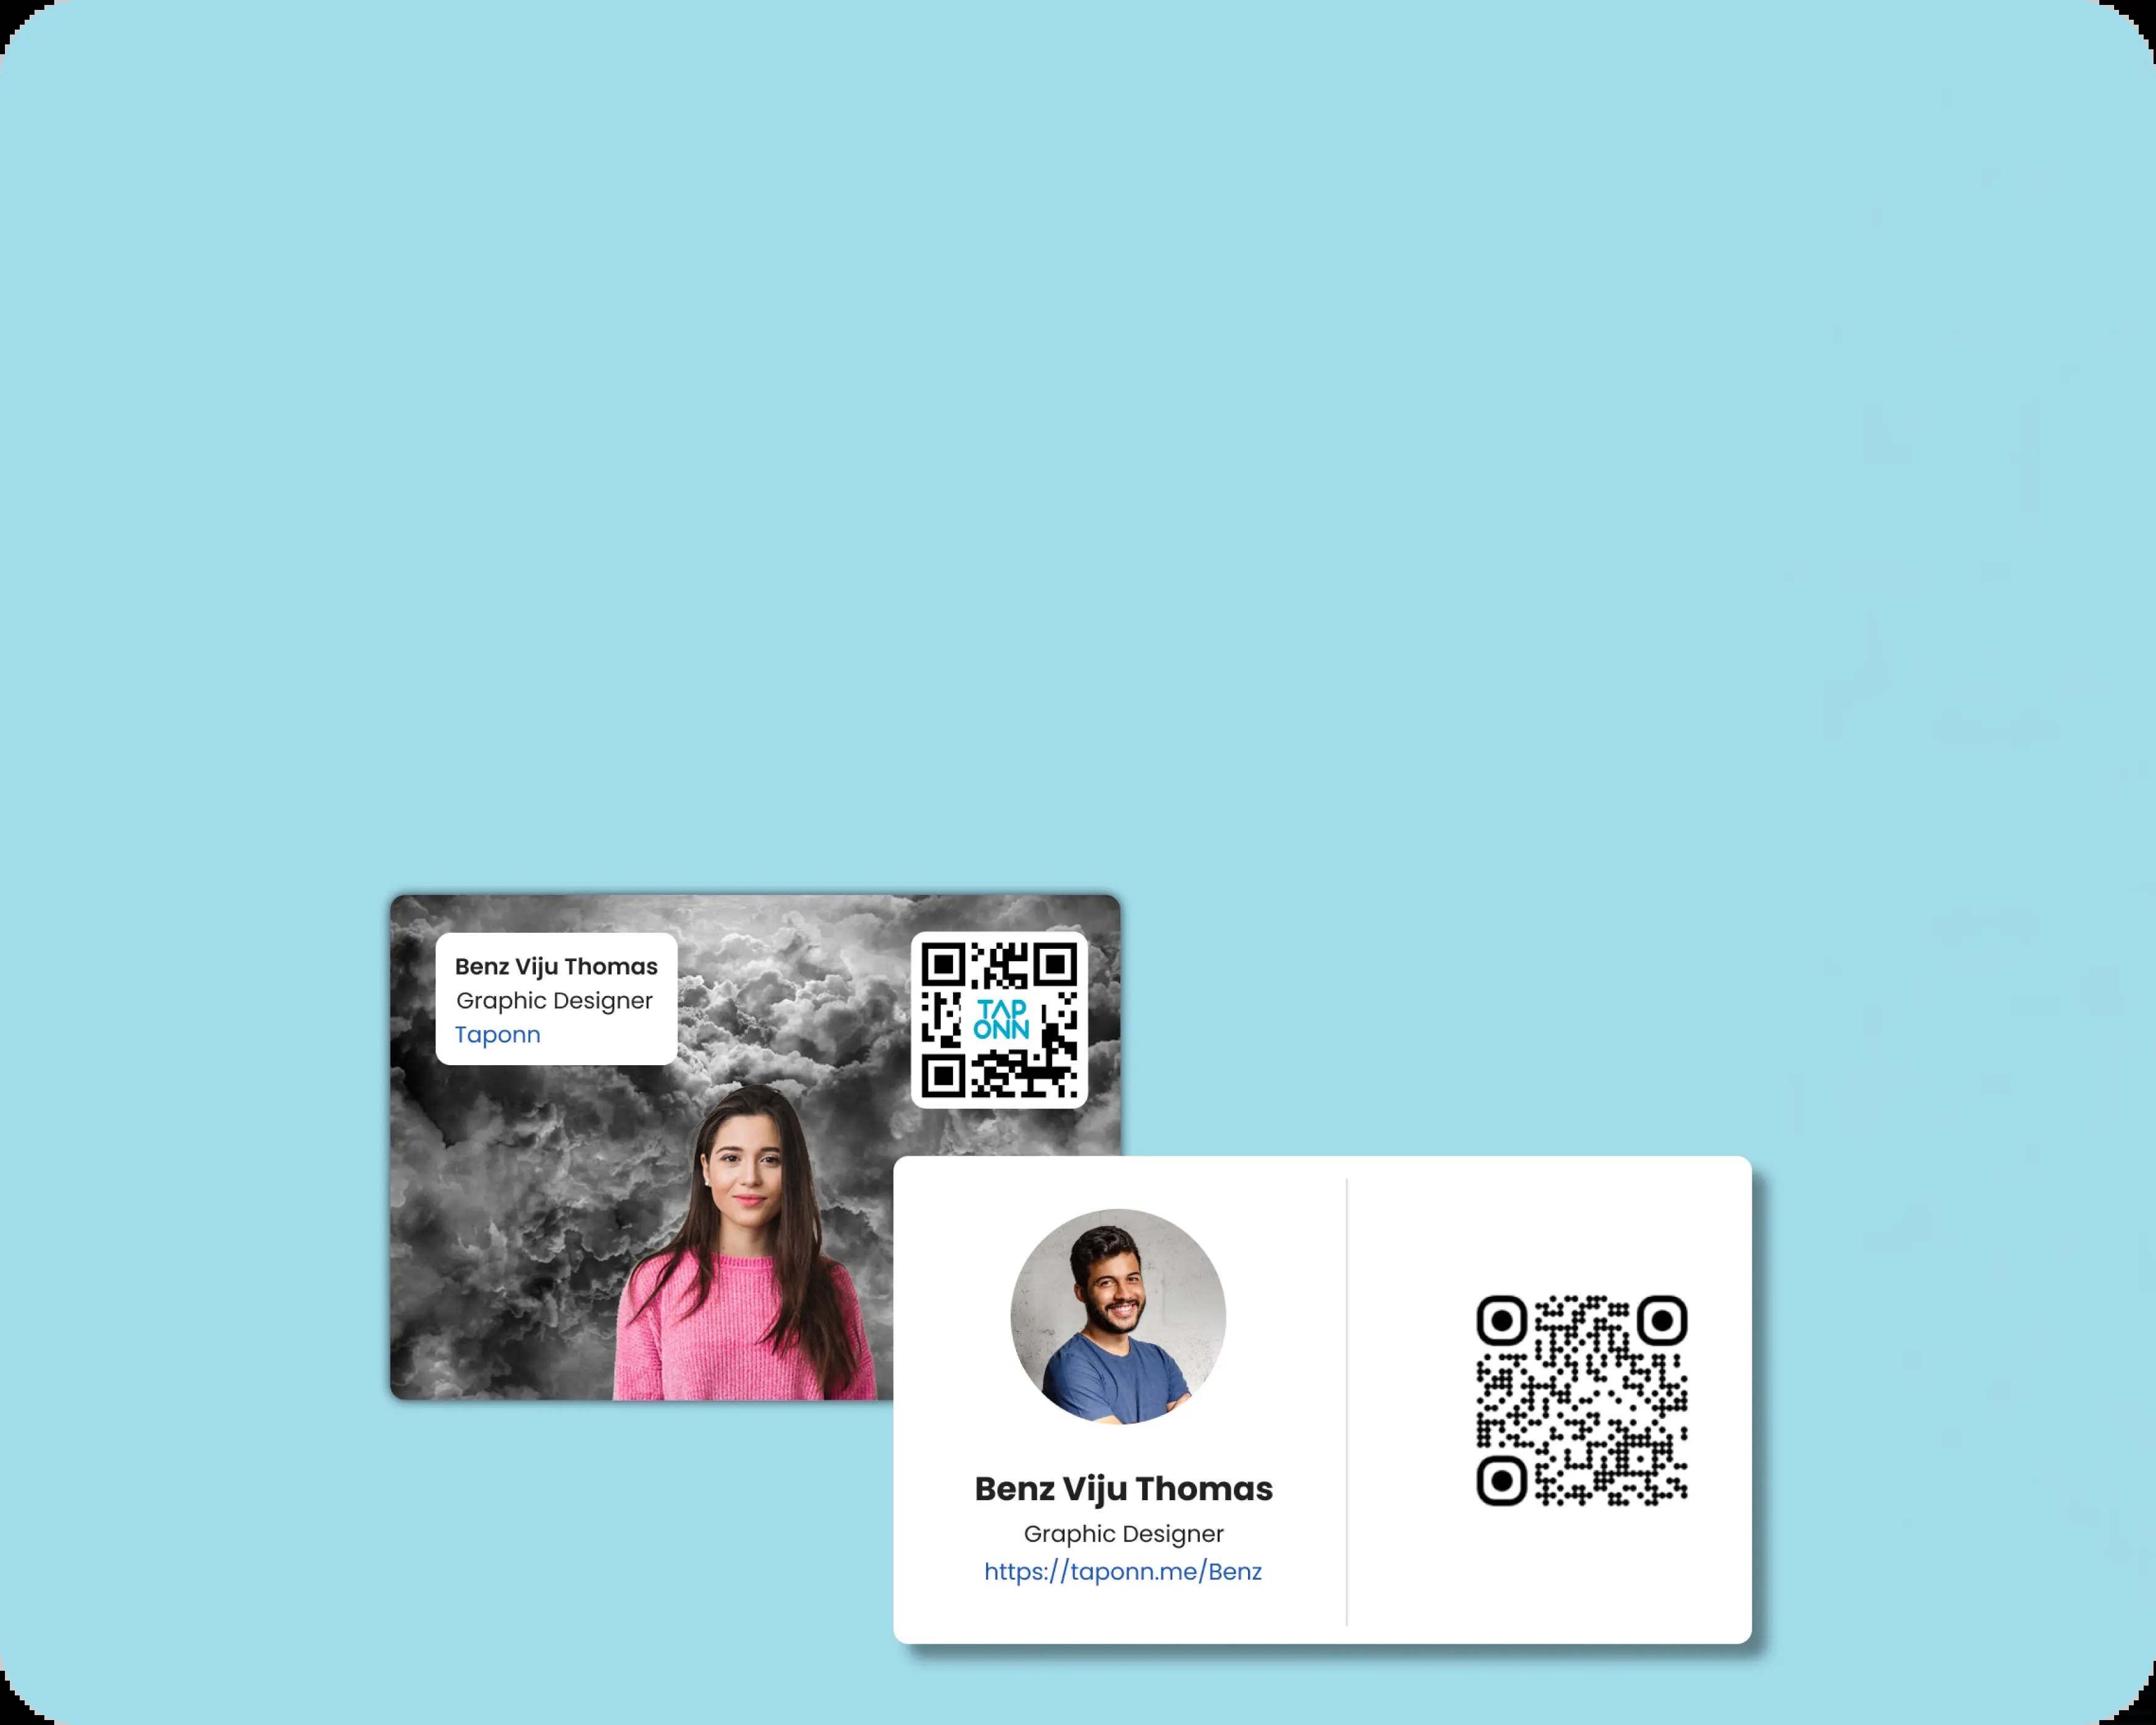 Benz Viju Thomas
Graphic Designer
Taponn
TAP
ONN
Benz Viju Thomas
Graphic Designer
https://taponn.me/Benz